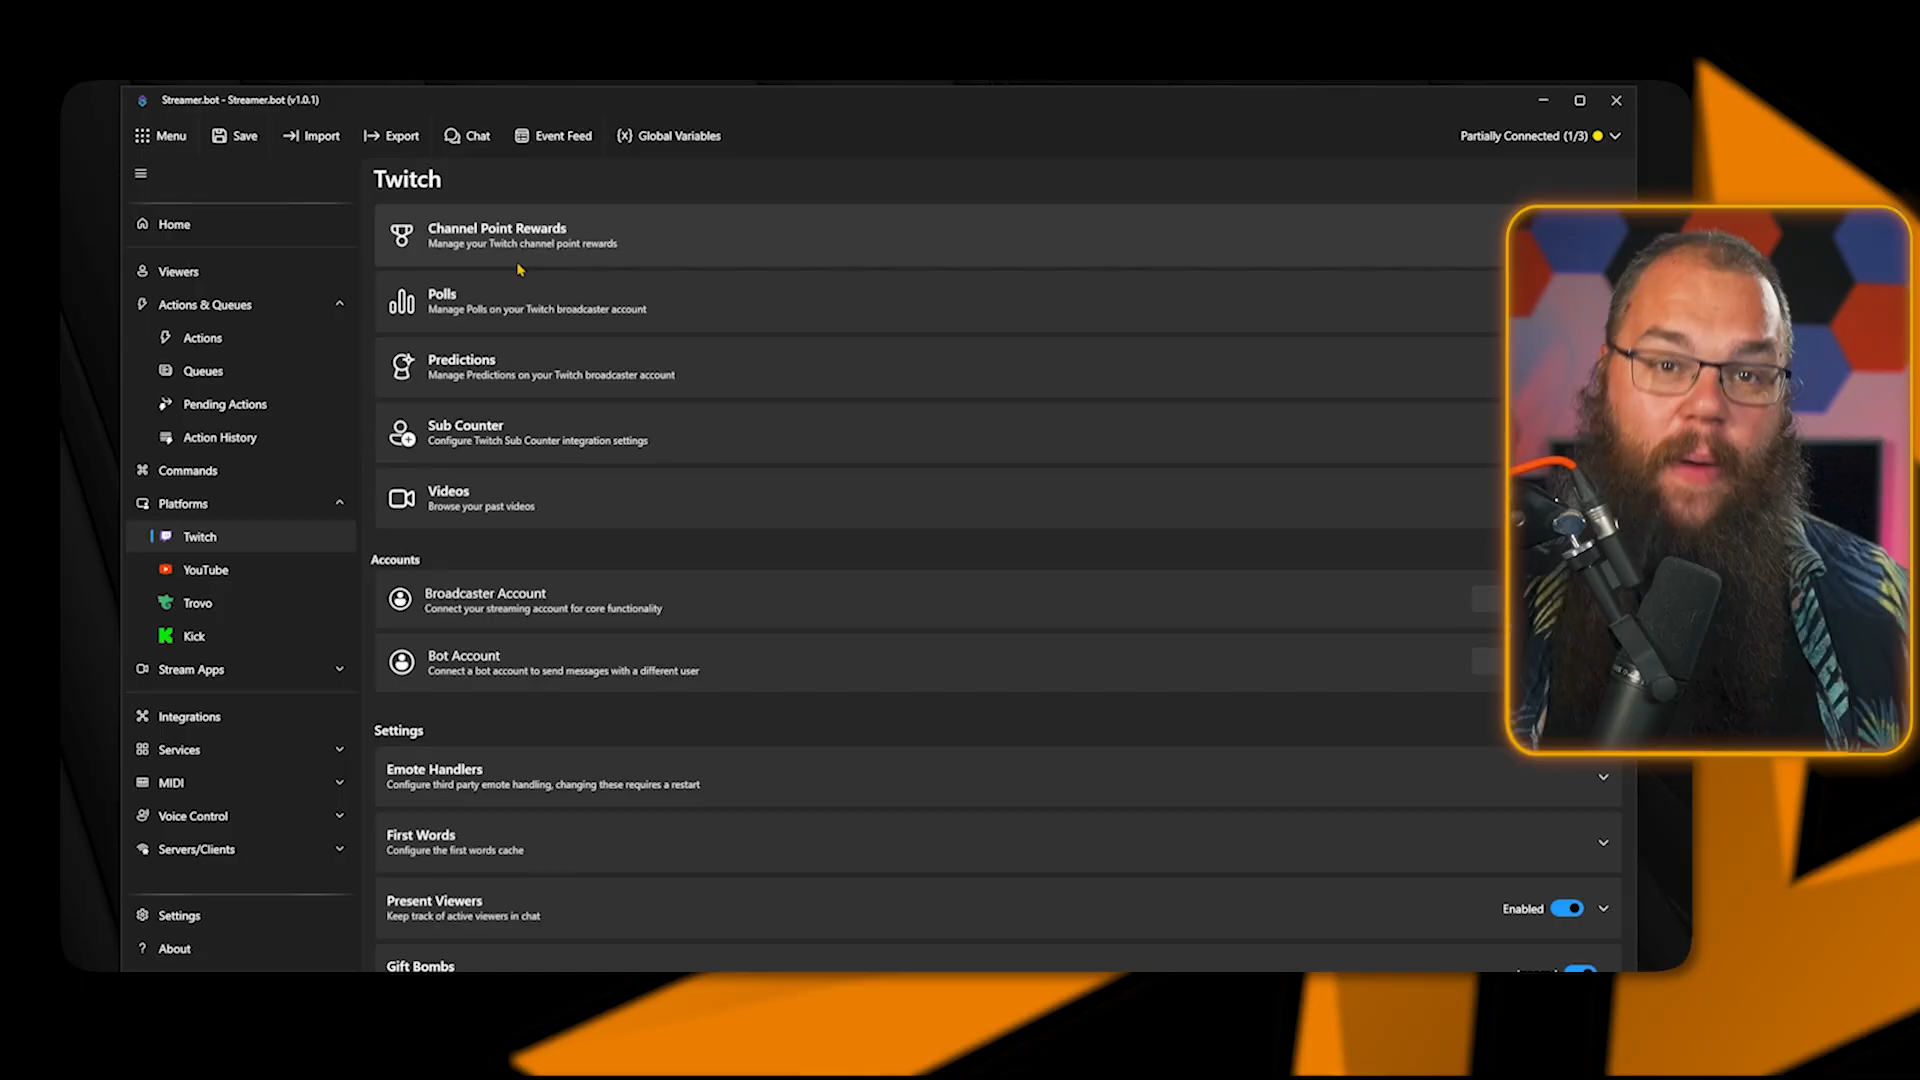 Streamer.bot - Streamer.bot (v1.0.1)
Menu
Save
Import
Export
Chat
Event Feed
Global Variables
Partially Connected (1/3)
Home
Viewers
Actions & Queues
Actions
Queues
Pending Actions
Action History
Commands
Platforms
Twitch
YouTube
Trovo
Kick
Stream Apps
Integrations
Services
MIDI
Voice Control
Servers/Clients
Settings
About
Twitch
Channel Point Rewards
Manage your Twitch channel point rewards
Polls
Manage Polls on your Twitch broadcaster account
Predictions
Manage Predictions on your Twitch broadcaster account
Sub Counter
Configure Twitch Sub Counter integration settings
Videos
Browse your past videos
Accounts
Broadcaster Account
Connect your streaming account for core functionality
Bot Account
Connect a bot account to send messages with a different user
Settings
Emote Handlers
Configure third party emote handling, changing these requires a restart
First Words
Configure the first words cache
Present Viewers
Keep track of active viewers in chat
Enabled
Gift Bombs